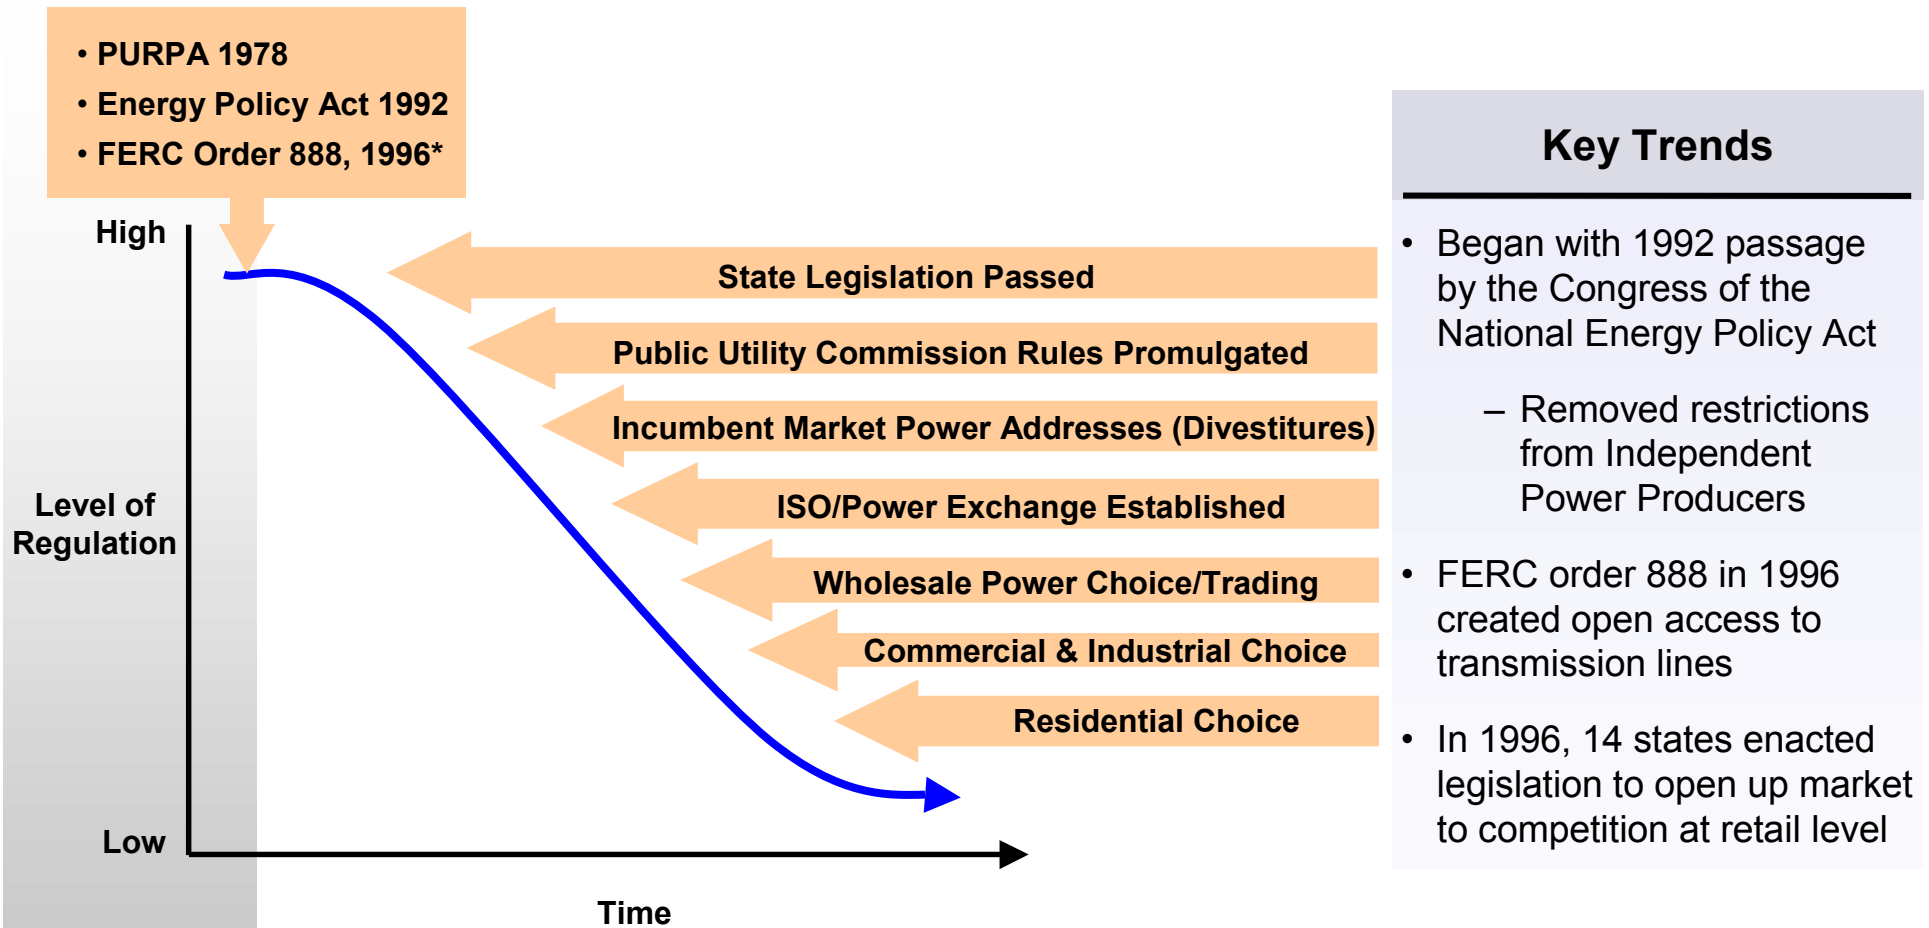 • PURPA 1978
• Energy Policy Act 1992
• FERC Order 888, 1996*
High
Level of
Regulation
Low
Time
State Legislation Passed
Public Utility Commission Rules Promulgated
Incumbent Market Power Addresses (Divestitures)
ISO/Power Exchange Established
Wholesale Power Choice/Trading
Commercial & Industrial Choice
Residential Choice
Key Trends
• Began with 1992 passage
by the Congress of the
National Energy Policy Act
– Removed restrictions
from Independent
Power Producers
• FERC order 888 in 1996
created open access to
transmission lines
• In 1996, 14 states enacted
legislation to open up market
to competition at retail level